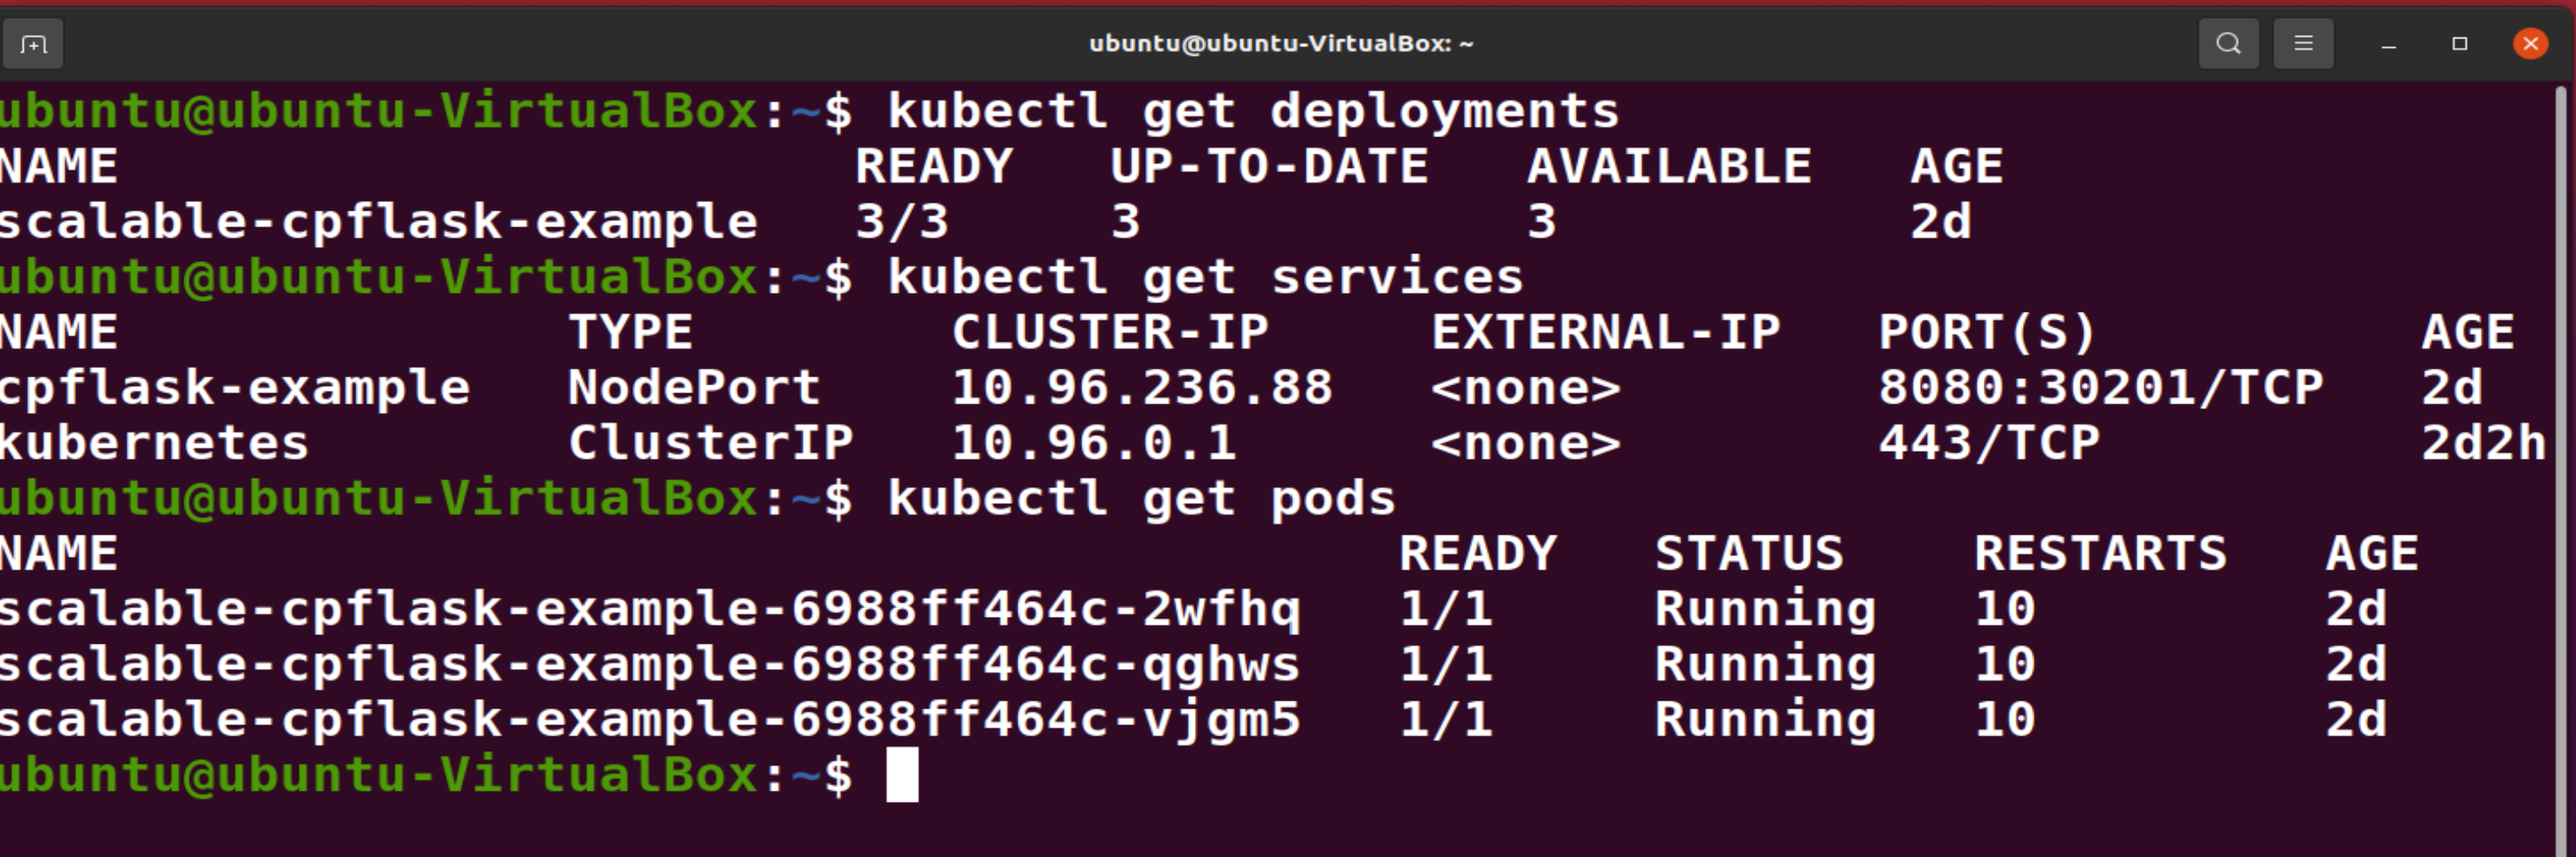 ubuntu@ubuntu-VirtualBox: ~
ubuntu@ubuntu-VirtualBox:~$ kubectl get deployments
NAME READY UP-TO-DATE AVAILABLE AGE
scalable-cpflask-example 3/3 3 3 2d
ubuntu@ubuntu-VirtualBox:~$ kubectl get services
NAME TYPE CLUSTER-IP EXTERNAL-IP PORT(S) AGE
cpflask-example NodePort 10.96.236.88 <none> 8080:30201/TCP 2d
kubernetes ClusterIP 10.96.0.1 <none> 443/TCP 2d2h
ubuntu@ubuntu-VirtualBox:~$ kubectl get pods
NAME READY STATUS RESTARTS AGE
scalable-cpflask-example-6988ff464c-2wfhq 1/1 Running 10 2d
scalable-cpflask-example-6988ff464c-qghws 1/1 Running 10 2d
scalable-cpflask-example-6988ff464c-vjgm5 1/1 Running 10 2d
ubuntu@ubuntu-VirtualBox:~$